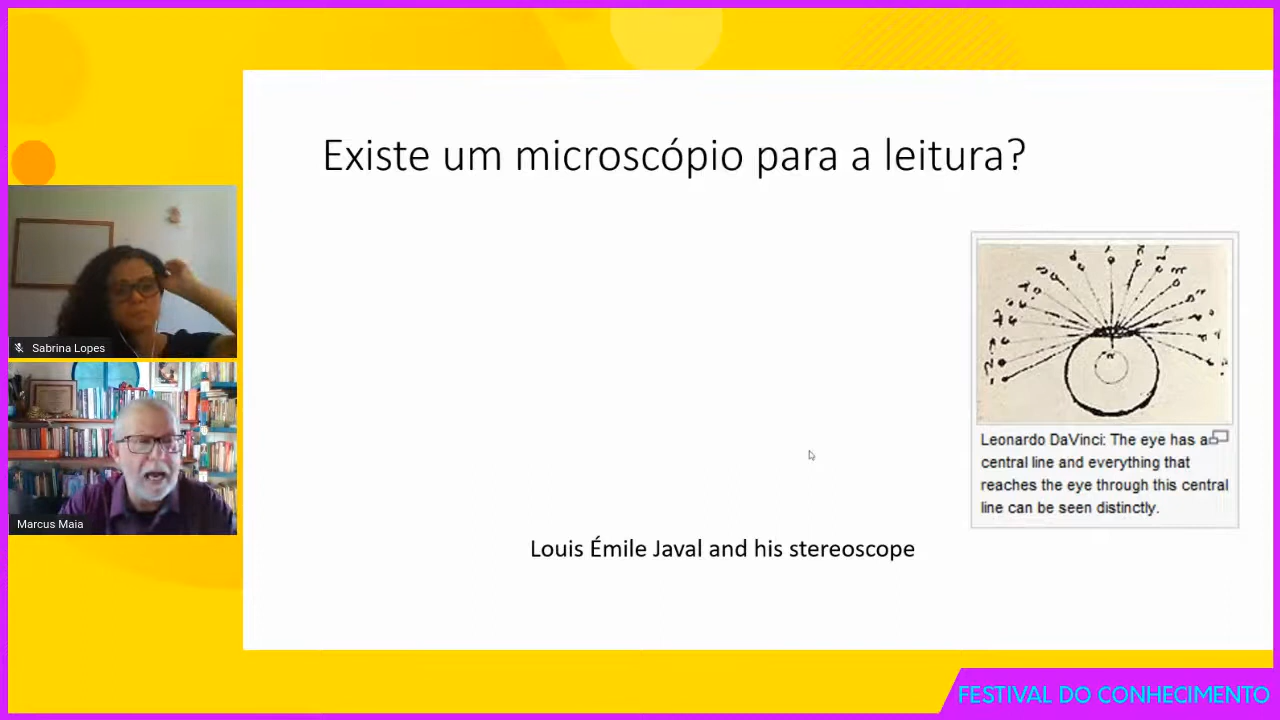 Existe um microscópio para a leitura?
Sabrina Lopes
Marcus Maia
Leonardo DaVinci: The eye has a
central line and everything that
reaches the eye through this central
line can be seen distinctly.
Louis Émile Javal and his stereoscope
FESTIVAL DO CONHECIMENTO